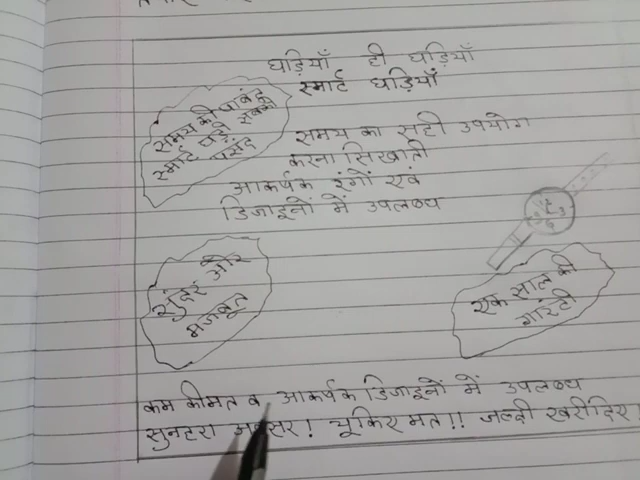 घड़ियाँ ही घड़ियाँ
स्मार्ट घड़ियाँ
समय की पाबंद
स्मार्ट घड़ी सबकी
पसंद
समय का सही उपयोग
करना सिखाती
आकर्षक रंगों एवं
डिजाइनों में उपलब्ध
सुंदर और
मजबूत
एक साल की
गारंटी
कम कीमत व आकर्षक डिजाइनों में उपलब्ध
सुनहरा अवसर! चूकिए मत!! जल्दी खरीदिए!